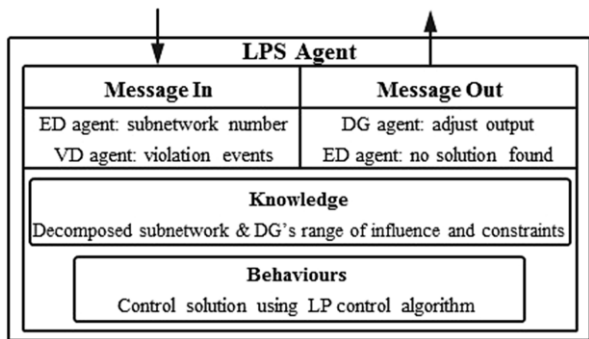 LPS Agent
Message In
Message Out
ED agent: subnetwork number
DG agent: adjust output
VD agent: violation events
ED agent: no solution found
Knowledge
Decomposed subnetwork & DG's range of influence and constraints
Behaviours
Control solution using LP control algorithm